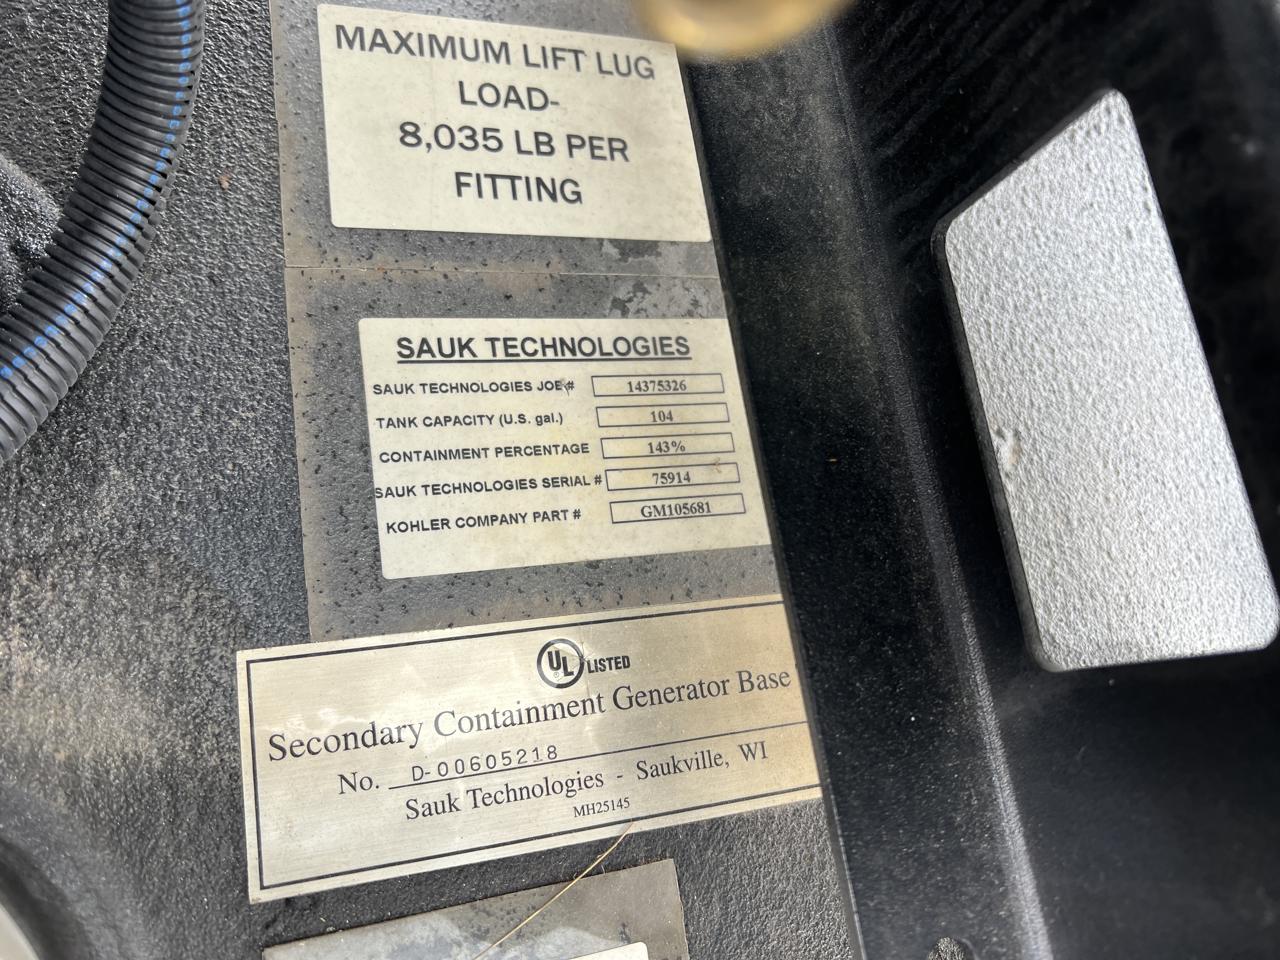 MAXIMUM LIFT LUG
LOAD-
8,035 LB PER
FITTING
SAUK TECHNOLOGIES
SAUK TECHNOLOGIES JOB# 14375326
TANK CAPACITY (U.S. gal.) 104
CONTAINMENT PERCENTAGE 143%
SAUK TECHNOLOGIES SERIAL # 75914
KOHLER COMPANY PART # GM105681
UL® LISTED
Secondary Containment Generator Base
No. D-00605218
Sauk Technologies - Saukville, WI
MH25145